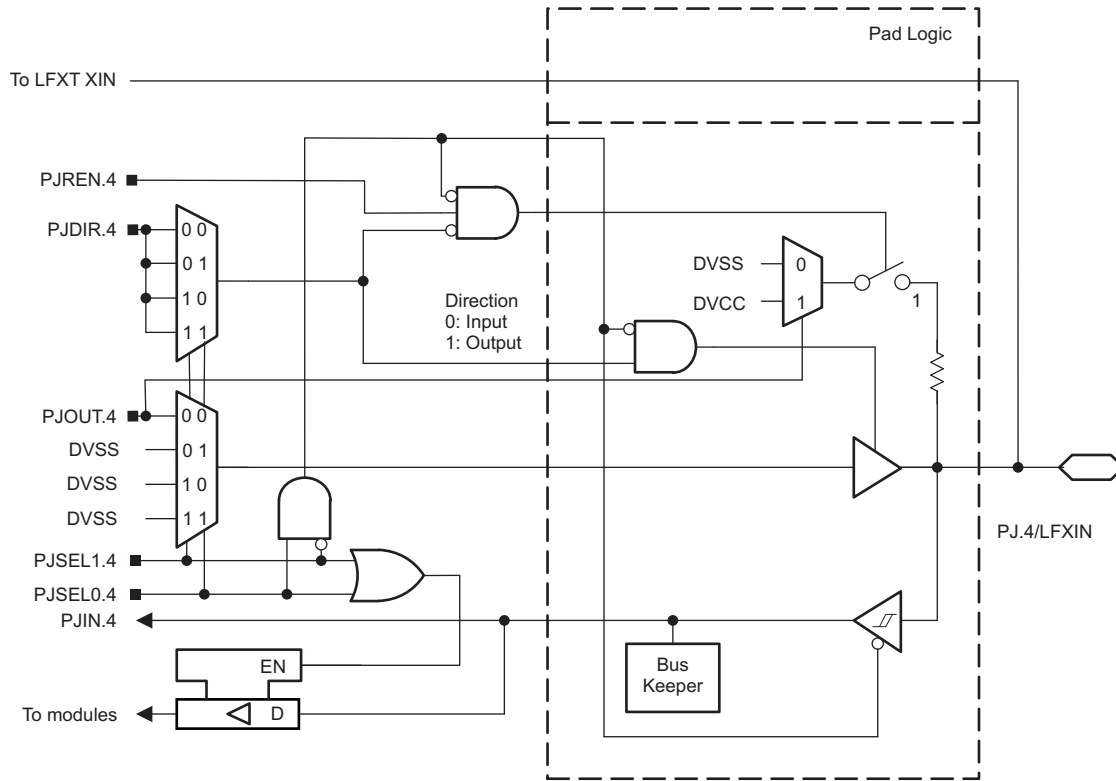 Pad Logic
To LFXT XIN
PJREN.4
PJDIR.4
0 0
0 1
1 0
1 1
Direction
0: Input
1: Output
DVSS
0
DVCC
1
1
PJOUT.4
0 0
DVSS
0 1
DVSS
1 0
DVSS
1 1
PJSEL1.4
PJSEL0.4
PJIN.4
PJ.4/LFXIN
Bus
Keeper
EN
D
To modules